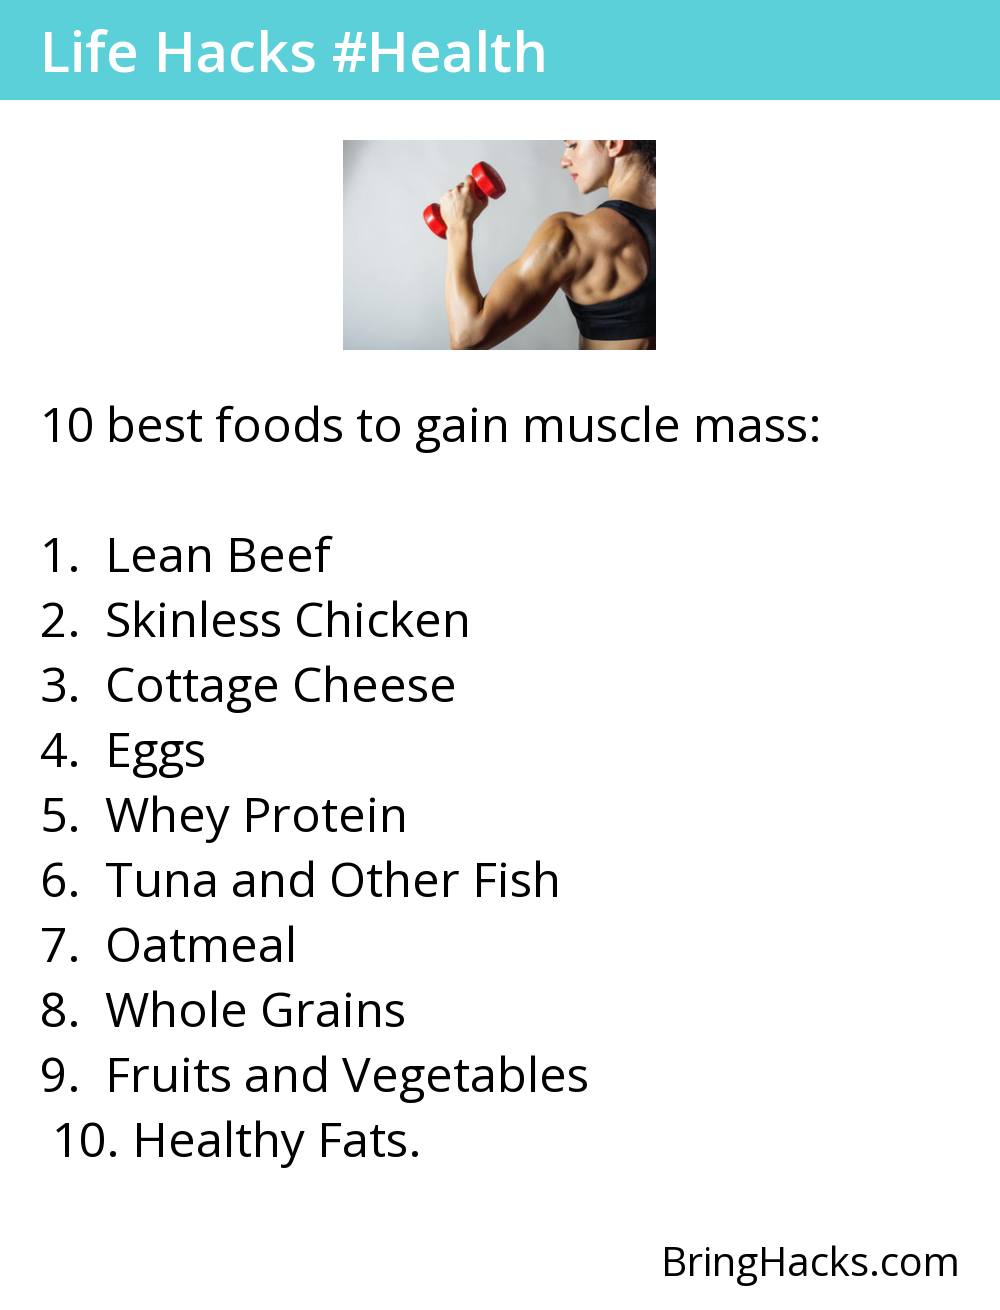 Life Hacks #Health
10 best foods to gain muscle mass:
1. Lean Beef
2. Skinless Chicken
3. Cottage Cheese
4. Eggs
5. Whey Protein
6. Tuna and Other Fish
7. Oatmeal
8. Whole Grains
9. Fruits and Vegetables
10. Healthy Fats.
BringHacks.com